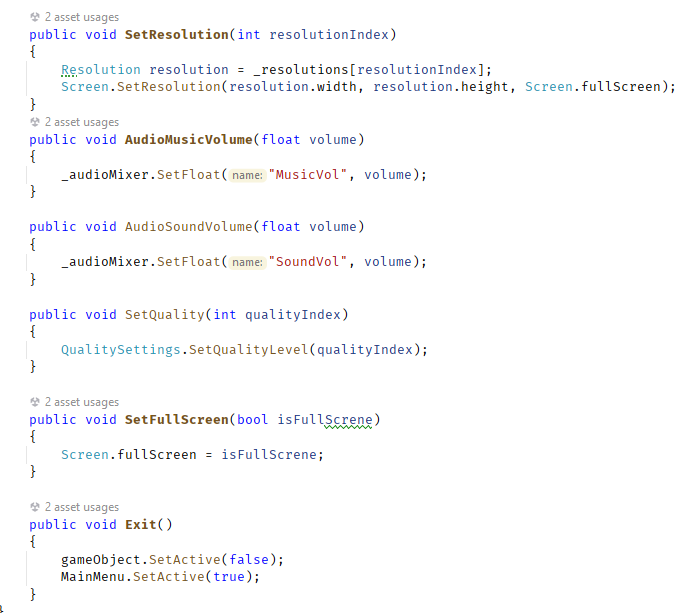 2 asset usages
public void SetResolution(int resolutionIndex)
{
Resolution resolution = _resolutions[resolutionIndex];
Screen.SetResolution(resolution.width, resolution.height, Screen.fullScreen);
}
2 asset usages
public void AudioMusicVolume(float volume)
{
_audioMixer.SetFloat( name: "MusicVol", volume);
}
public void AudioSoundVolume(float volume)
{
_audioMixer.SetFloat( name: "SoundVol", volume);
}
public void SetQuality(int qualityIndex)
{
QualitySettings.SetQualityLevel(qualityIndex);
}
2 asset usages
public void SetFullScreen(bool isFullScrene)
{
Screen.fullScreen = isFullScrene;
}
2 asset usages
public void Exit()
{
gameObject.SetActive(false);
MainMenu.SetActive(true);
}
}